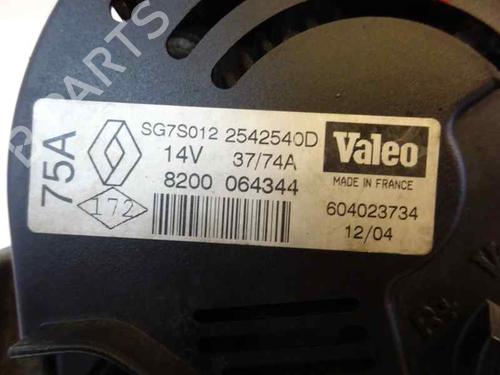 75A
SG7S012 2542540D
14V 37/74A
8200 064344
172
Valeo
MADE IN FRANCE
604023734
12/04
B+
PARTS